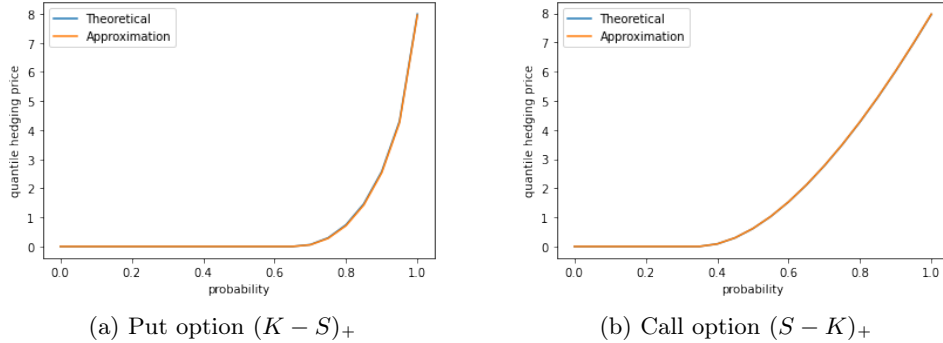 8
7
6
5
4
3
2
1
0
quantile hedging price
Theoretical
Approximation
0.0 0.2 0.4 0.6 0.8 1.0
probability
(a) Put option (K − S)₊
8
7
6
5
4
3
2
1
0
quantile hedging price
Theoretical
Approximation
0.0 0.2 0.4 0.6 0.8 1.0
probability
(b) Call option (S − K)₊